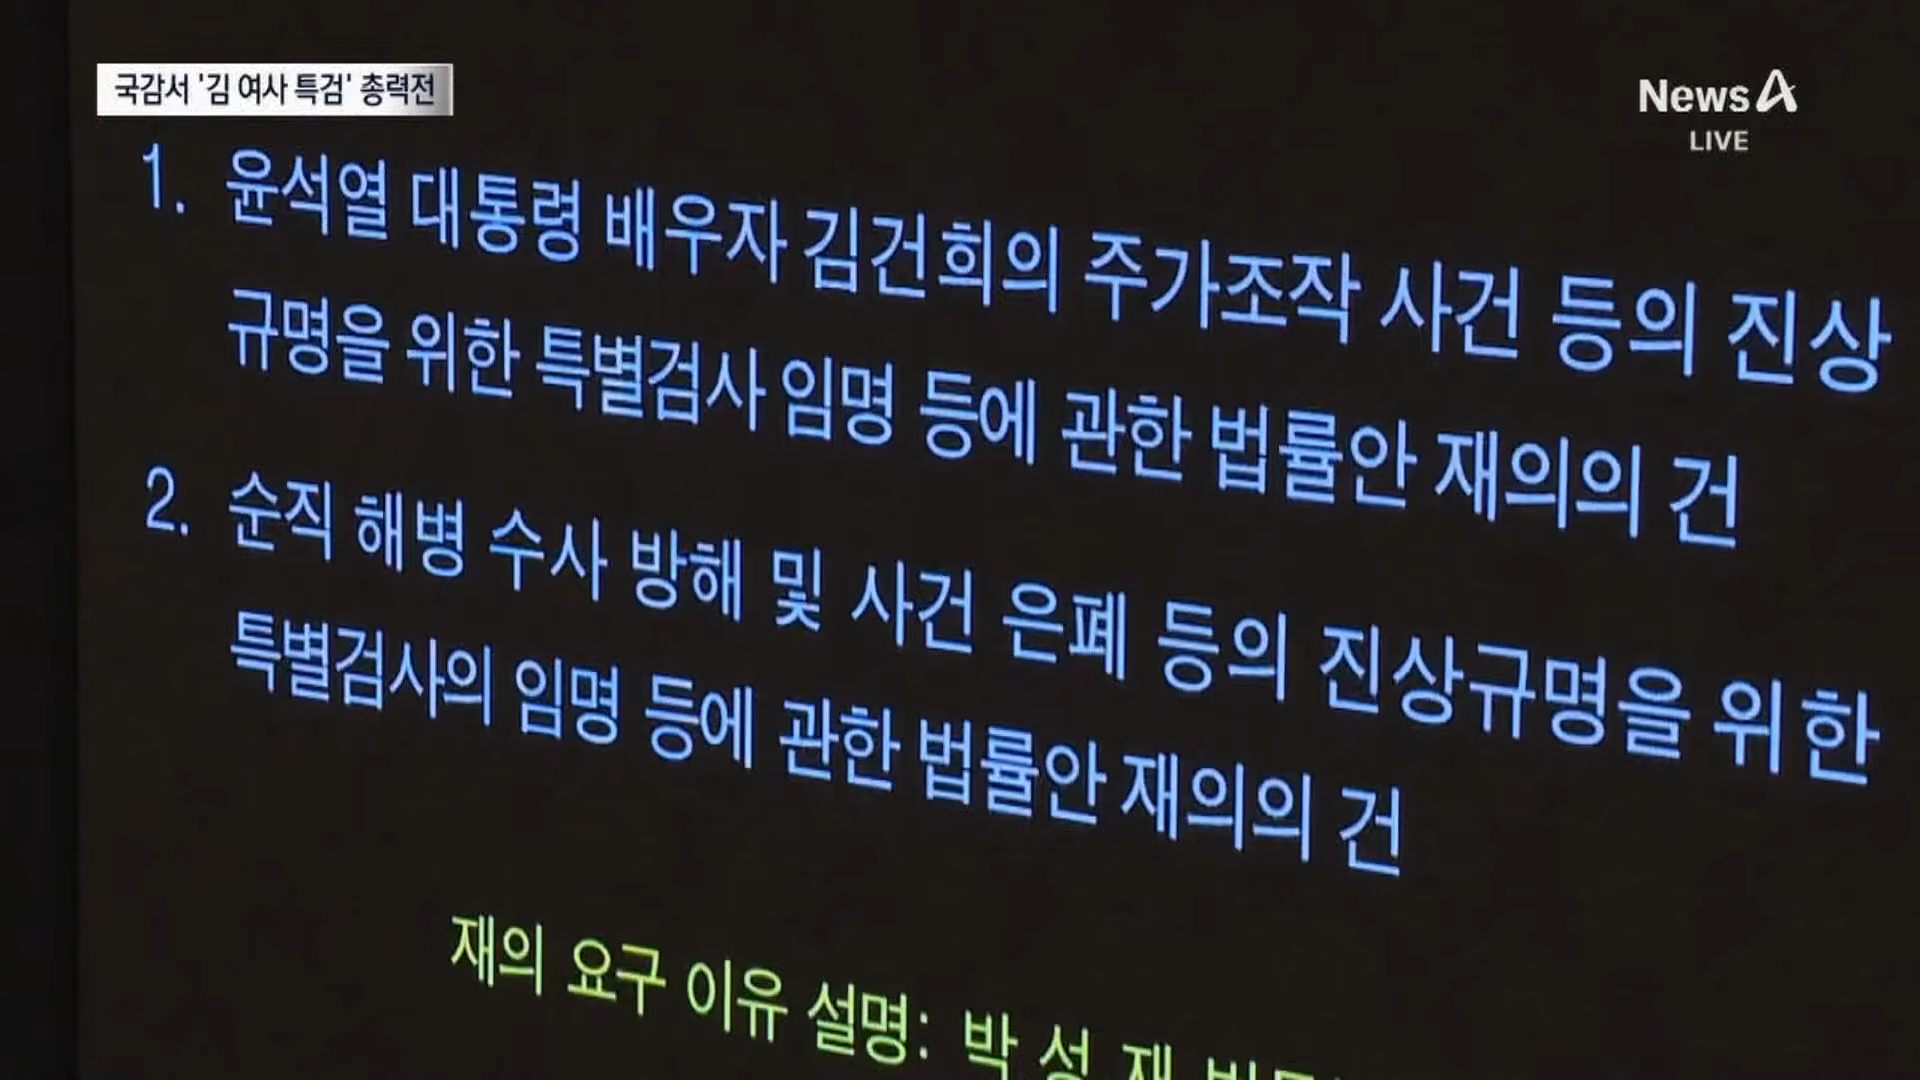 국감서 '김 여사 특검' 총력전
News A
LIVE
1. 윤석열 대통령 배우자 김건희의 주가조작 사건 등의 진상
규명을 위한 특별검사 임명 등에 관한 법률안 재의의 건
2. 순직 해병 수사 방해 및 사건 은폐 등의 진상규명을 위한
특별검사의 임명 등에 관한 법률안 재의의 건
재의 요구 이유 설명: 박 성 재